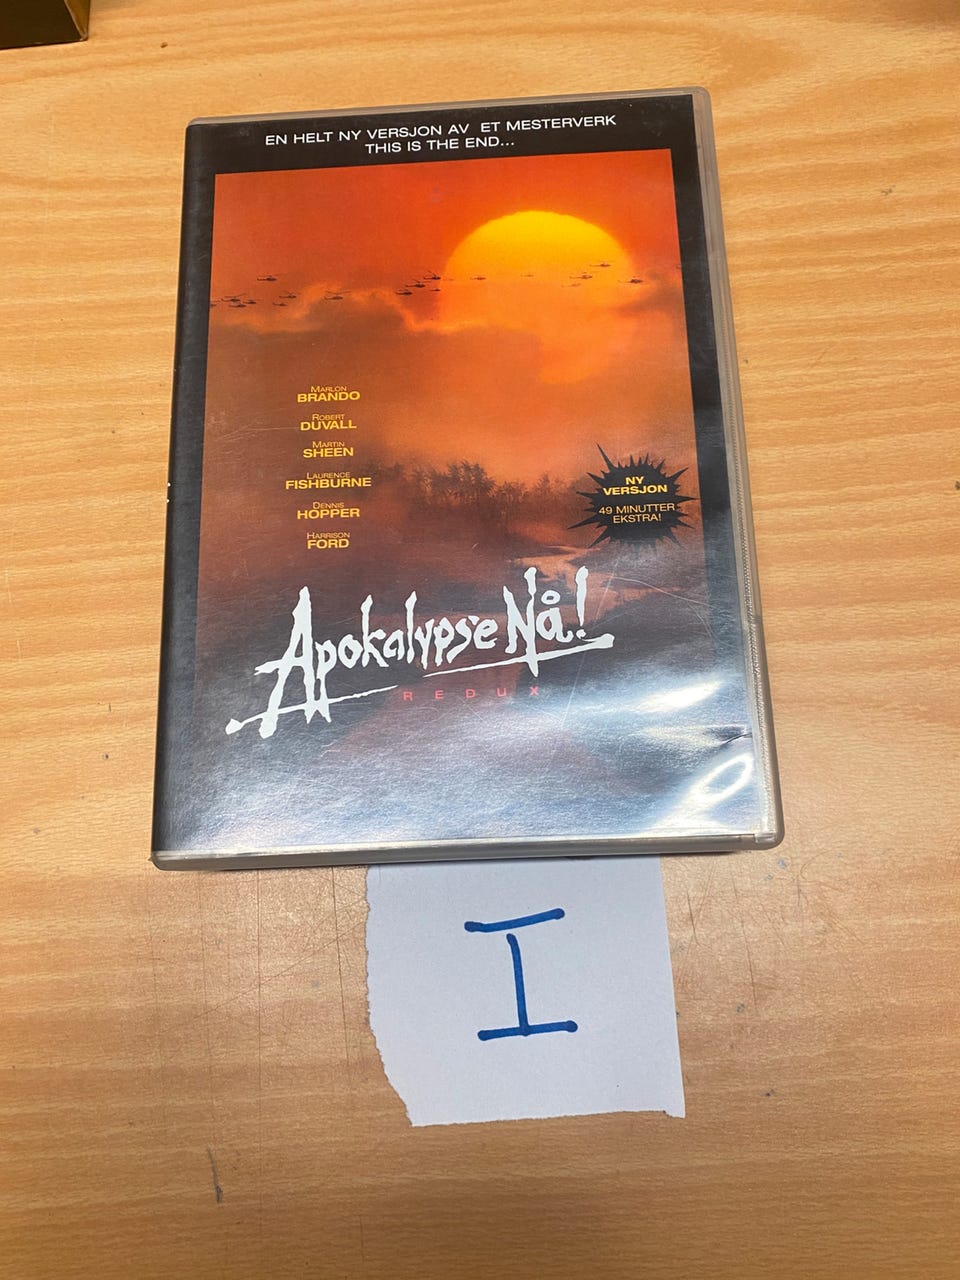 EN HELT NY VERSJON AV ET MESTERVERK
THIS IS THE END...
MARLON
BRANDO
ROBERT
DUVALL
MARTIN
SHEEN
LAURENCE
FISHBURNE
DENNIS
HOPPER
HARRISON
FORD
NY
VERSJON
49 MINUTTER
EKSTRA!
Apokalypse Nå!
REDUX
I